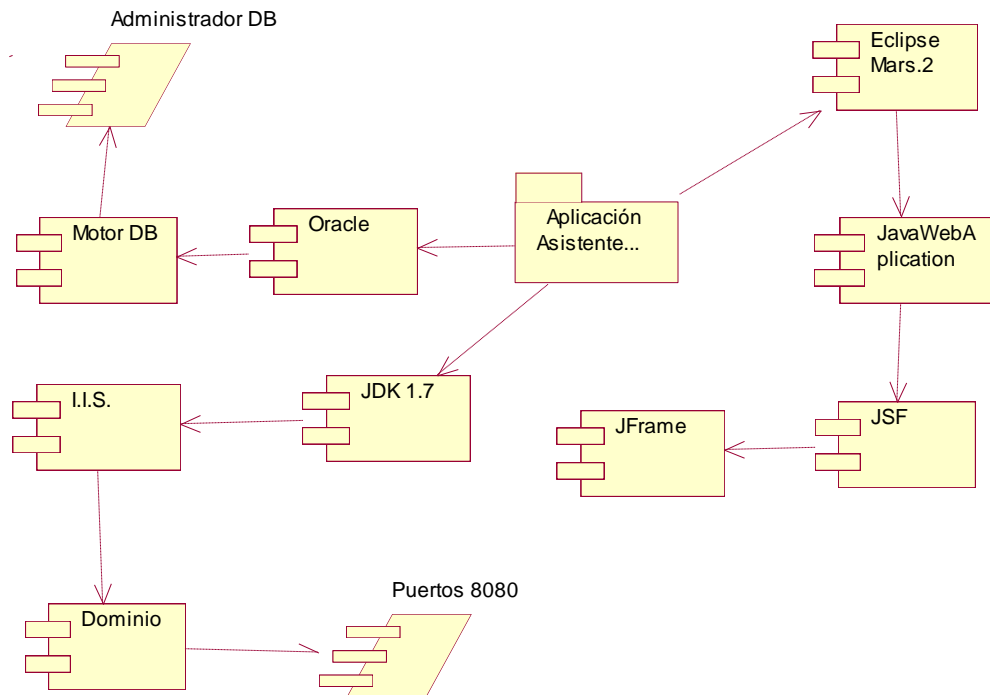 Administrador DB
Eclipse
Mars.2
Motor DB
Oracle
Aplicación
Asistente...
JavaWebA
plication
I.I.S.
JDK 1.7
JFrame
JSF
Dominio
Puertos 8080